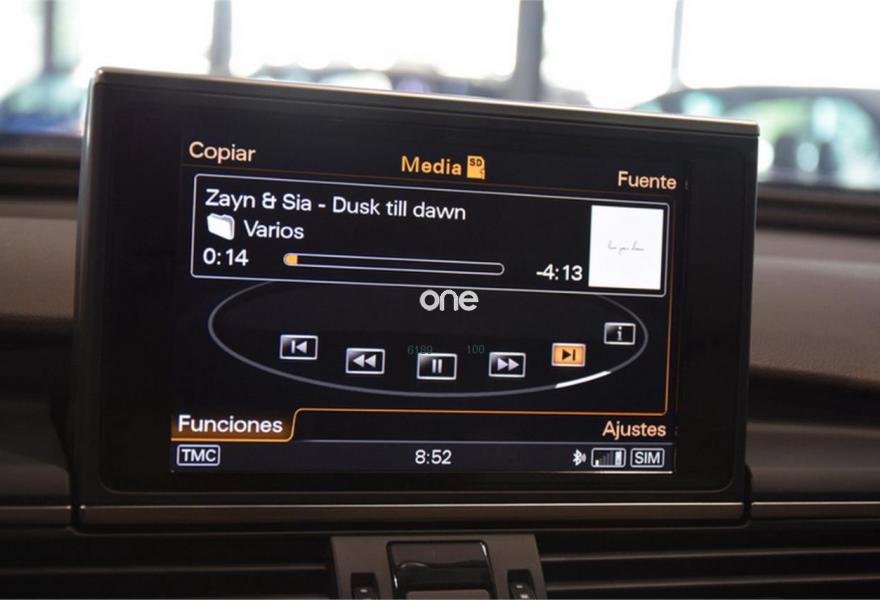 Copiar
Media SD
Fuente
Zayn & Sia - Dusk till dawn
Varios
0:14
-4:13
one
6189 100
i
Funciones
Ajustes
TMC
8:52
SIM